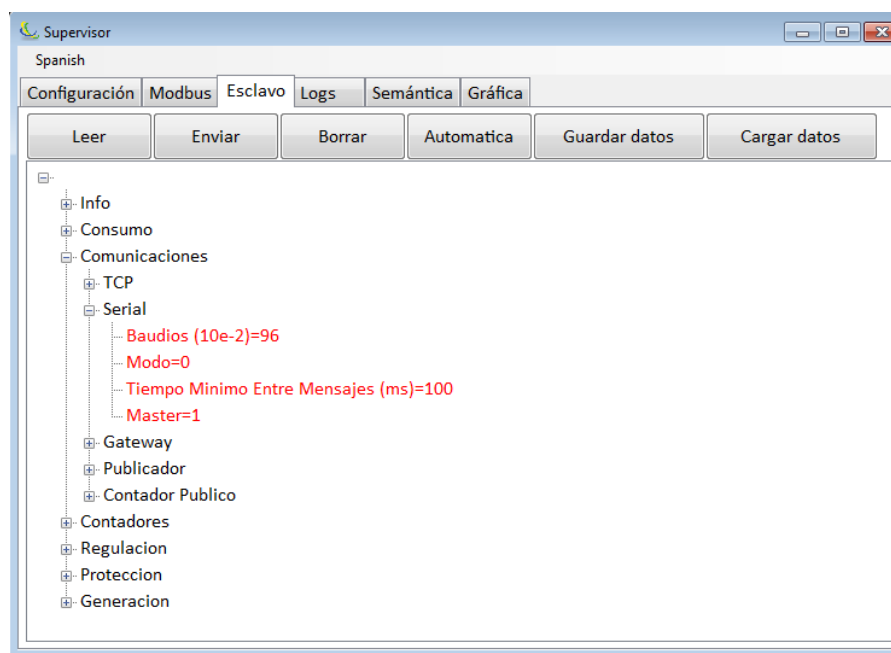 Supervisor
Spanish
Configuración Modbus Esclavo Logs Semántica Gráfica
Leer Enviar Borrar Automatica Guardar datos Cargar datos
Info
Consumo
Comunicaciones
TCP
Serial
Baudios (10e-2)=96
Modo=0
Tiempo Minimo Entre Mensajes (ms)=100
Master=1
Gateway
Publicador
Contador Publico
Contadores
Regulacion
Proteccion
Generacion